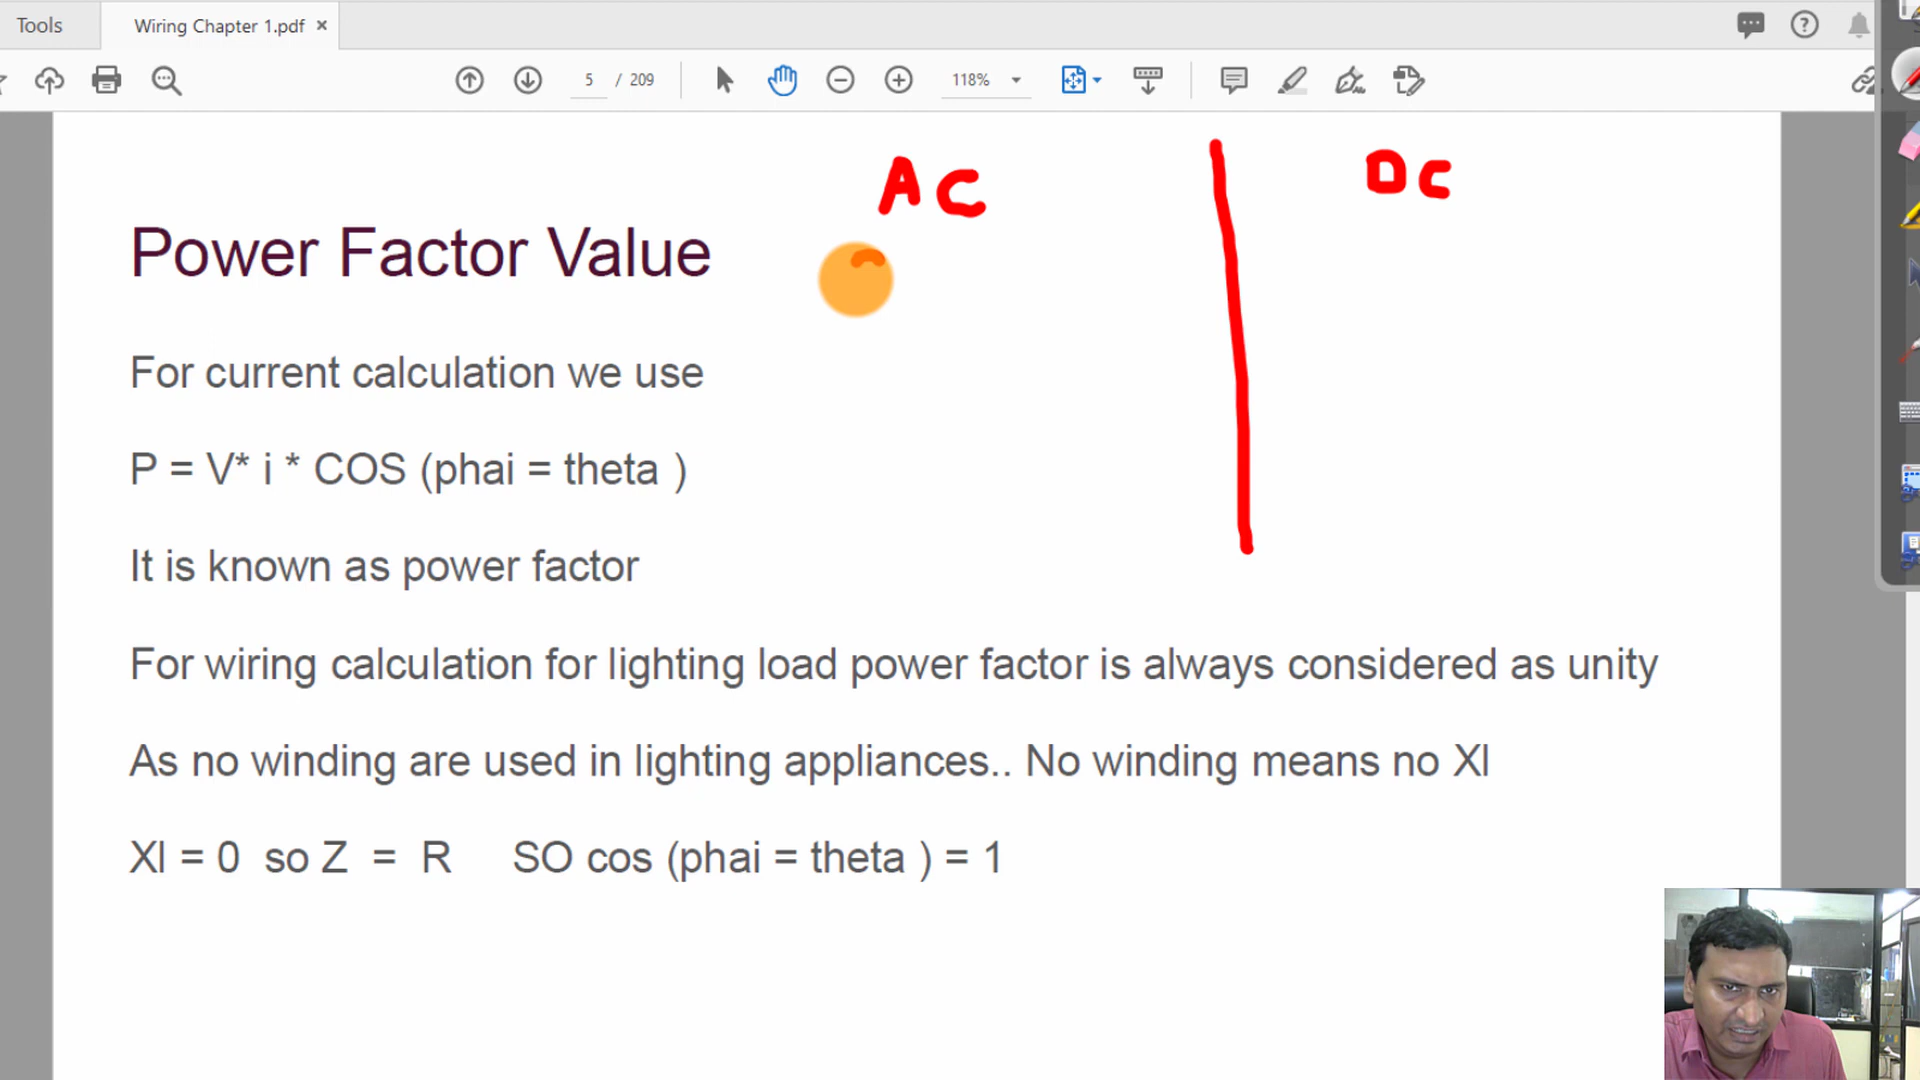 Tools
Wiring Chapter 1.pdf
5 / 209
118%
AC
DC
Power Factor Value
For current calculation we use
P = V* i * COS (phai = theta )
It is known as power factor
For wiring calculation for lighting load power factor is always considered as unity
As no winding are used in lighting appliances.. No winding means no Xl
Xl = 0 so Z = R SO cos (phai = theta ) = 1